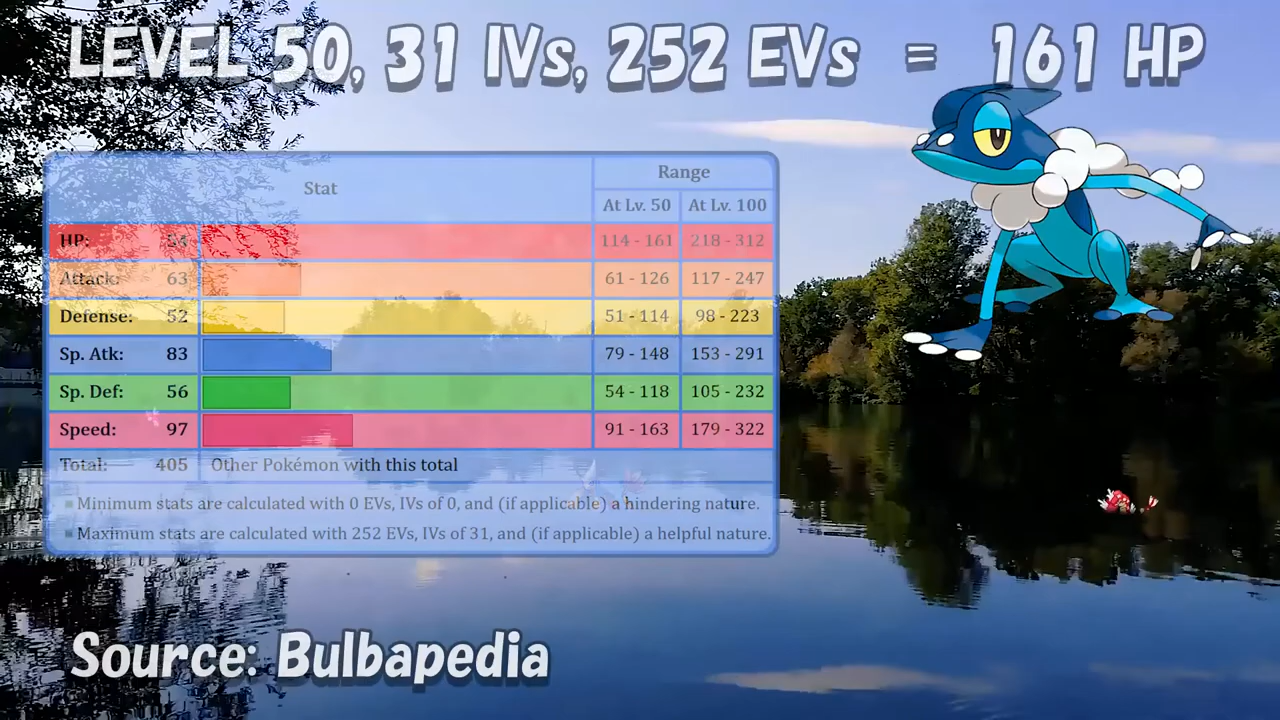 LEVEL 50, 31 IVs, 252 EVs = 161 HP
Stat Range
At Lv. 50 At Lv. 100
HP: 54 114 - 161 218 - 312
Attack: 63 61 - 126 117 - 247
Defense: 52 51 - 114 98 - 223
Sp. Atk: 83 79 - 148 153 - 291
Sp. Def: 56 54 - 118 105 - 232
Speed: 97 91 - 163 179 - 322
Total: 405 Other Pokémon with this total
Minimum stats are calculated with 0 EVs, IVs of 0, and (if applicable) a hindering nature.
Maximum stats are calculated with 252 EVs, IVs of 31, and (if applicable) a helpful nature.
Source: Bulbapedia